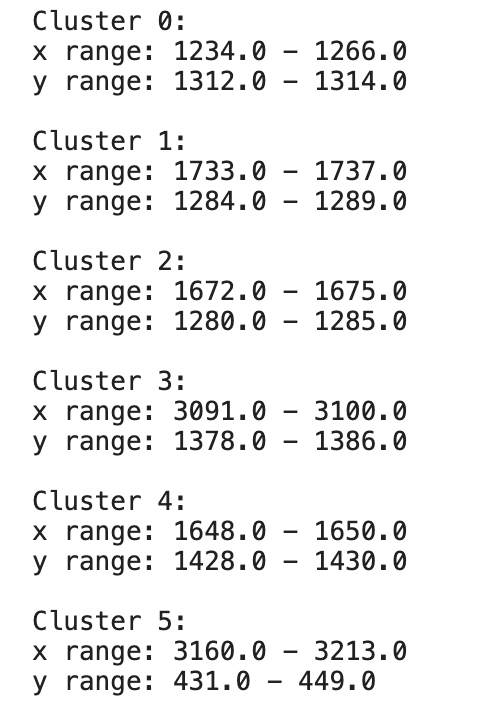 Cluster 0:
x range: 1234.0 – 1266.0
y range: 1312.0 – 1314.0
Cluster 1:
x range: 1733.0 – 1737.0
y range: 1284.0 – 1289.0
Cluster 2:
x range: 1672.0 – 1675.0
y range: 1280.0 – 1285.0
Cluster 3:
x range: 3091.0 – 3100.0
y range: 1378.0 – 1386.0
Cluster 4:
x range: 1648.0 – 1650.0
y range: 1428.0 – 1430.0
Cluster 5:
x range: 3160.0 – 3213.0
y range: 431.0 – 449.0